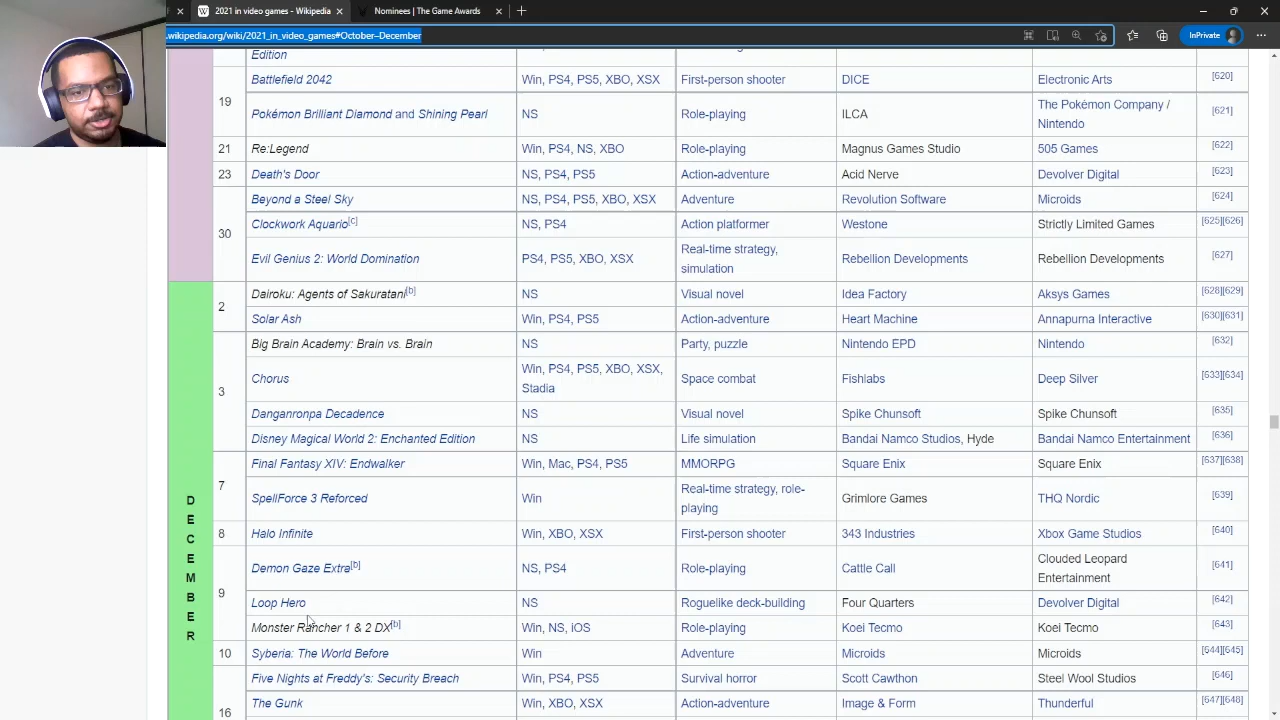 2021 in video games - Wikipedia
Nominees | The Game Awards
.wikipedia.org/wiki/2021_in_video_games#October–December
InPrivate
Edition
19
Battlefield 2042 Win, PS4, PS5, XBO, XSX First-person shooter DICE Electronic Arts [620]
Pokémon Brilliant Diamond and Shining Pearl NS Role-playing ILCA The Pokémon Company /
Nintendo [621]
21 Re:Legend Win, PS4, NS, XBO Role-playing Magnus Games Studio 505 Games [622]
23 Death's Door NS, PS4, PS5 Action-adventure Acid Nerve Devolver Digital [623]
30
Beyond a Steel Sky NS, PS4, PS5, XBO, XSX Adventure Revolution Software Microids [624]
Clockwork Aquario[c] NS, PS4 Action platformer Westone Strictly Limited Games [625][626]
Evil Genius 2: World Domination PS4, PS5, XBO, XSX Real-time strategy,
simulation Rebellion Developments Rebellion Developments [627]
DECEMBER
2
Dairoku: Agents of Sakuratani[b] NS Visual novel Idea Factory Aksys Games [628][629]
Solar Ash Win, PS4, PS5 Action-adventure Heart Machine Annapurna Interactive [630][631]
3
Big Brain Academy: Brain vs. Brain NS Party, puzzle Nintendo EPD Nintendo [632]
Chorus Win, PS4, PS5, XBO, XSX,
Stadia Space combat Fishlabs Deep Silver [633][634]
Danganronpa Decadence NS Visual novel Spike Chunsoft Spike Chunsoft [635]
Disney Magical World 2: Enchanted Edition NS Life simulation Bandai Namco Studios, Hyde Bandai Namco Entertainment [636]
7
Final Fantasy XIV: Endwalker Win, Mac, PS4, PS5 MMORPG Square Enix Square Enix [637][638]
SpellForce 3 Reforced Win Real-time strategy, role-
playing Grimlore Games THQ Nordic [639]
8 Halo Infinite Win, XBO, XSX First-person shooter 343 Industries Xbox Game Studios [640]
9
Demon Gaze Extra[b] NS, PS4 Role-playing Cattle Call Clouded Leopard
Entertainment [641]
Loop Hero NS Roguelike deck-building Four Quarters Devolver Digital [642]
Monster Rancher 1 & 2 DX[b] Win, NS, iOS Role-playing Koei Tecmo Koei Tecmo [643]
10 Syberia: The World Before Win Adventure Microids Microids [644][645]
16
Five Nights at Freddy's: Security Breach Win, PS4, PS5 Survival horror Scott Cawthon Steel Wool Studios [646]
The Gunk Win, XBO, XSX Action-adventure Image & Form Thunderful [647][648]